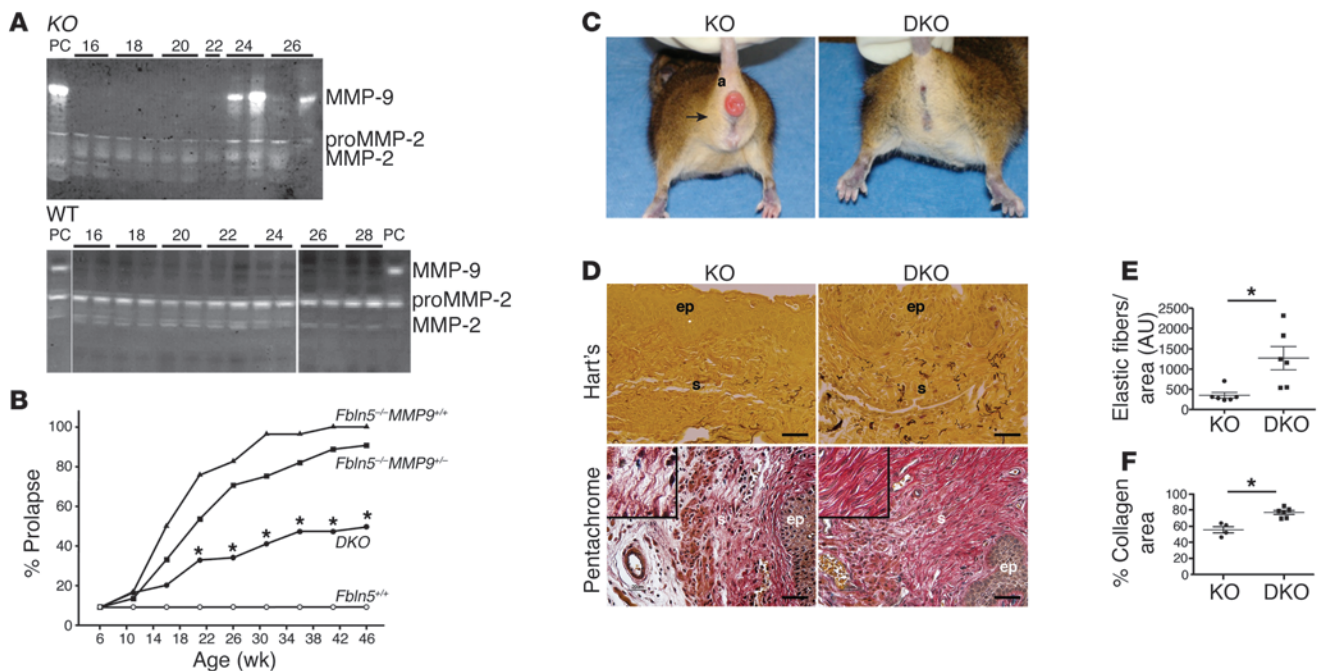 A
KO
PC 16 18 20 22 24 26
MMP-9
proMMP-2
MMP-2
WT
PC 16 18 20 22 24 26 28 PC
MMP-9
proMMP-2
MMP-2
B
% Prolapse
100
80
60
40
20
0
Fbln5⁻/⁻MMP9⁺/⁺
Fbln5⁻/⁻MMP9⁺/⁻
* * * * * *
DKO
Fbln5⁺/⁺
6 10 14 18 22 26 30 34 38 42 46
Age (wk)
C
KO DKO
a
D
KO DKO
Hart's
ep ep
s s
Pentachrome
s ep s ep
E
Elastic fibers/
area (AU)
*
2500
2000
1500
1000
500
0
KO DKO
F
% Collagen
area
*
100
80
60
40
20
0
KO DKO